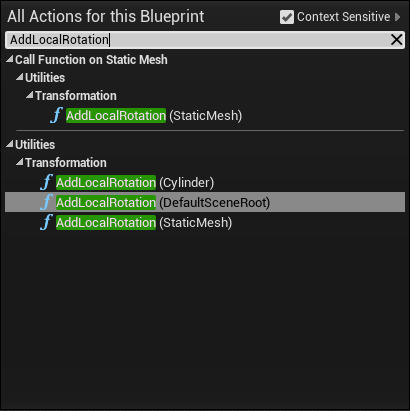 All Actions for this Blueprint Context Sensitive
AddLocalRotation
Call Function on Static Mesh
Utilities
Transformation
f AddLocalRotation (StaticMesh)
Utilities
Transformation
f AddLocalRotation (Cylinder)
f AddLocalRotation (DefaultSceneRoot)
f AddLocalRotation (StaticMesh)